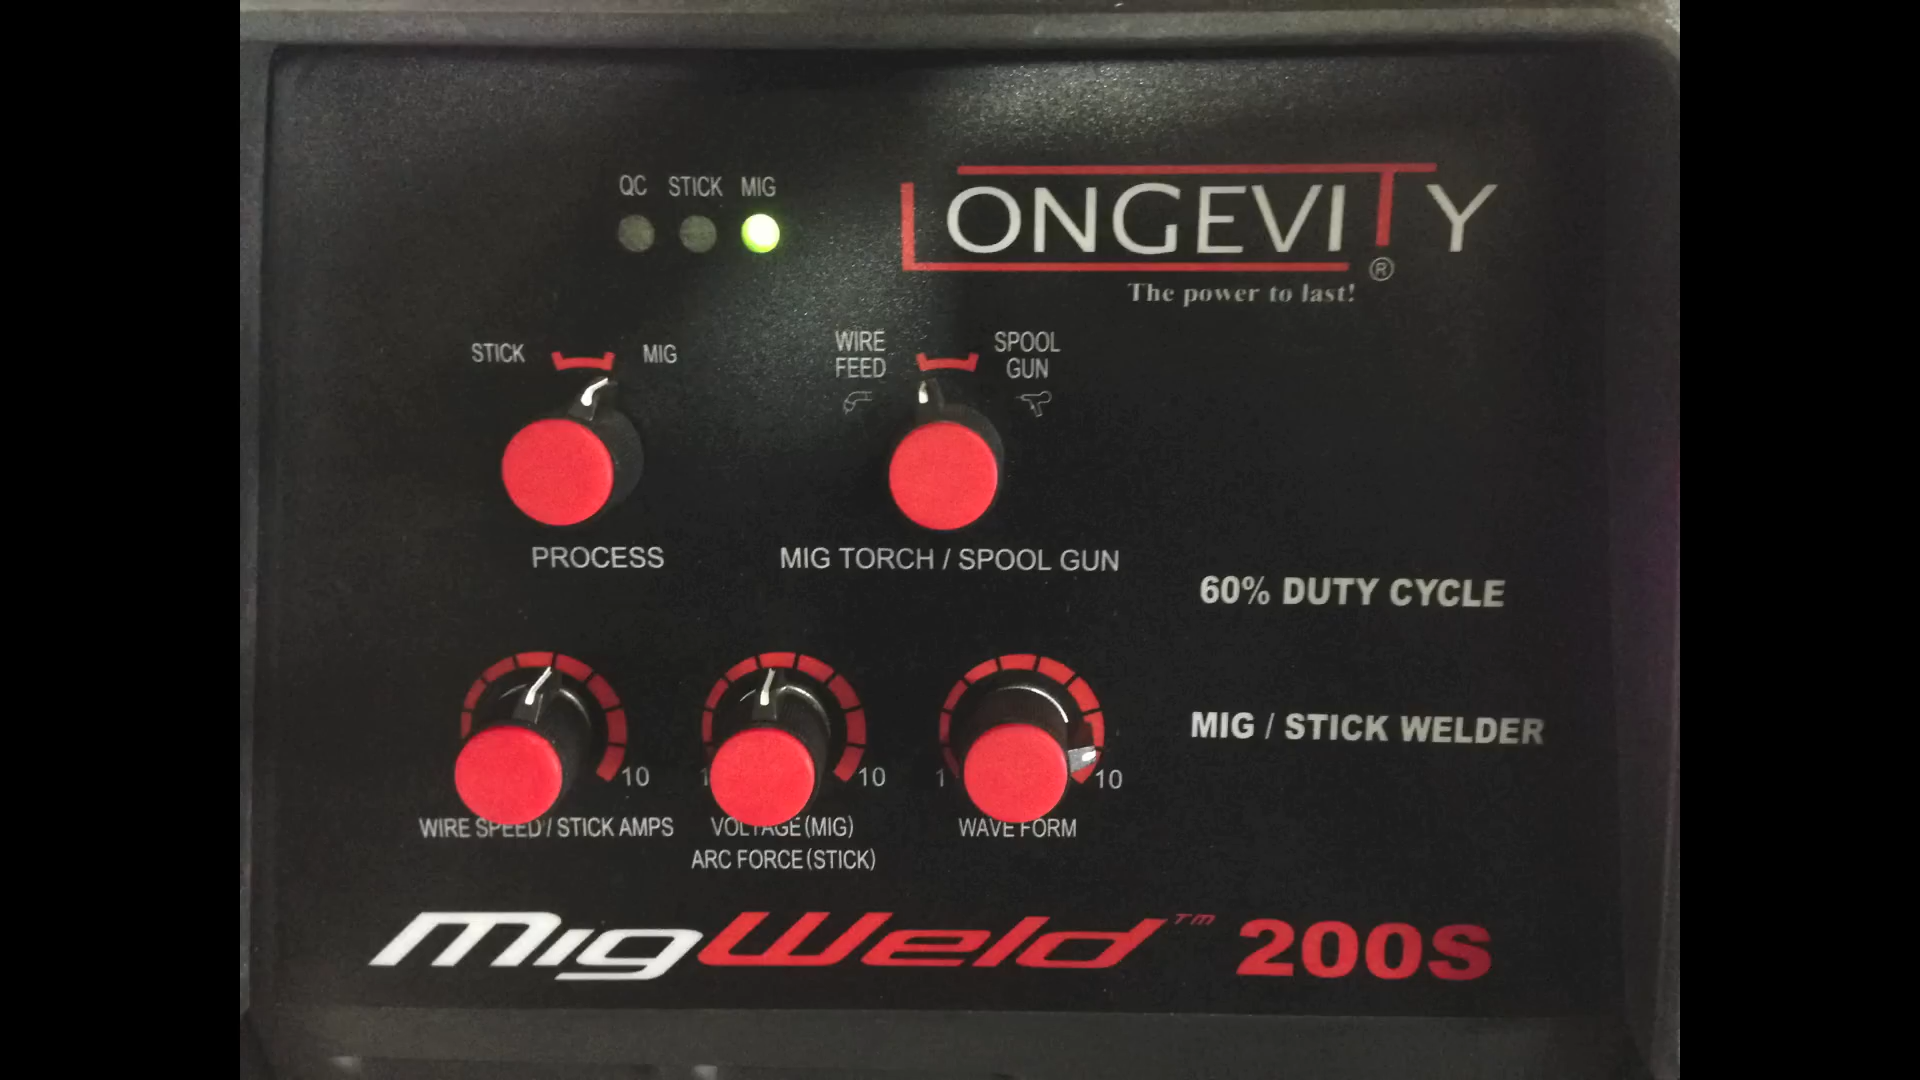 QC STICK MIG
LONGEVITY®
The power to last!
STICK MIG
WIRE FEED
SPOOL GUN
PROCESS
MIG TORCH / SPOOL GUN
60% DUTY CYCLE
MIG / STICK WELDER
10
1 10
1 10
WIRE SPEED / STICK AMPS
VOLTAGE (MIG)
ARC FORCE (STICK)
WAVE FORM
MigWeld™ 200S